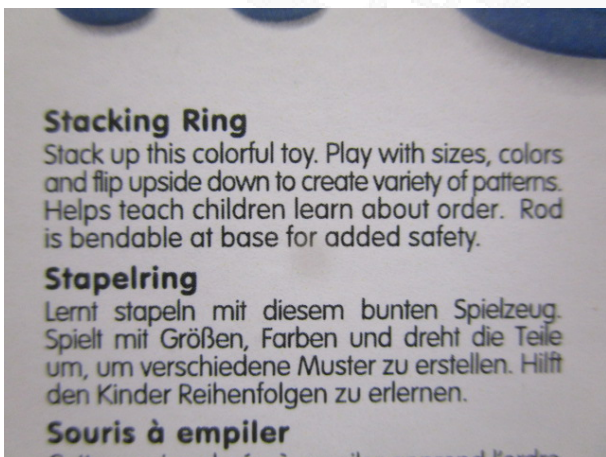 Stacking Ring
Stack up this colorful toy. Play with sizes, colors
and flip upside down to create variety of patterns.
Helps teach children learn about order. Rod
is bendable at base for added safety.
Stapelring
Lernt stapeln mit diesem bunten Spielzeug.
Spielt mit Größen, Farben und dreht die Teile
um, um verschiedene Muster zu erstellen. Hilft
den Kinder Reihenfolgen zu erlernen.
Souris à empiler